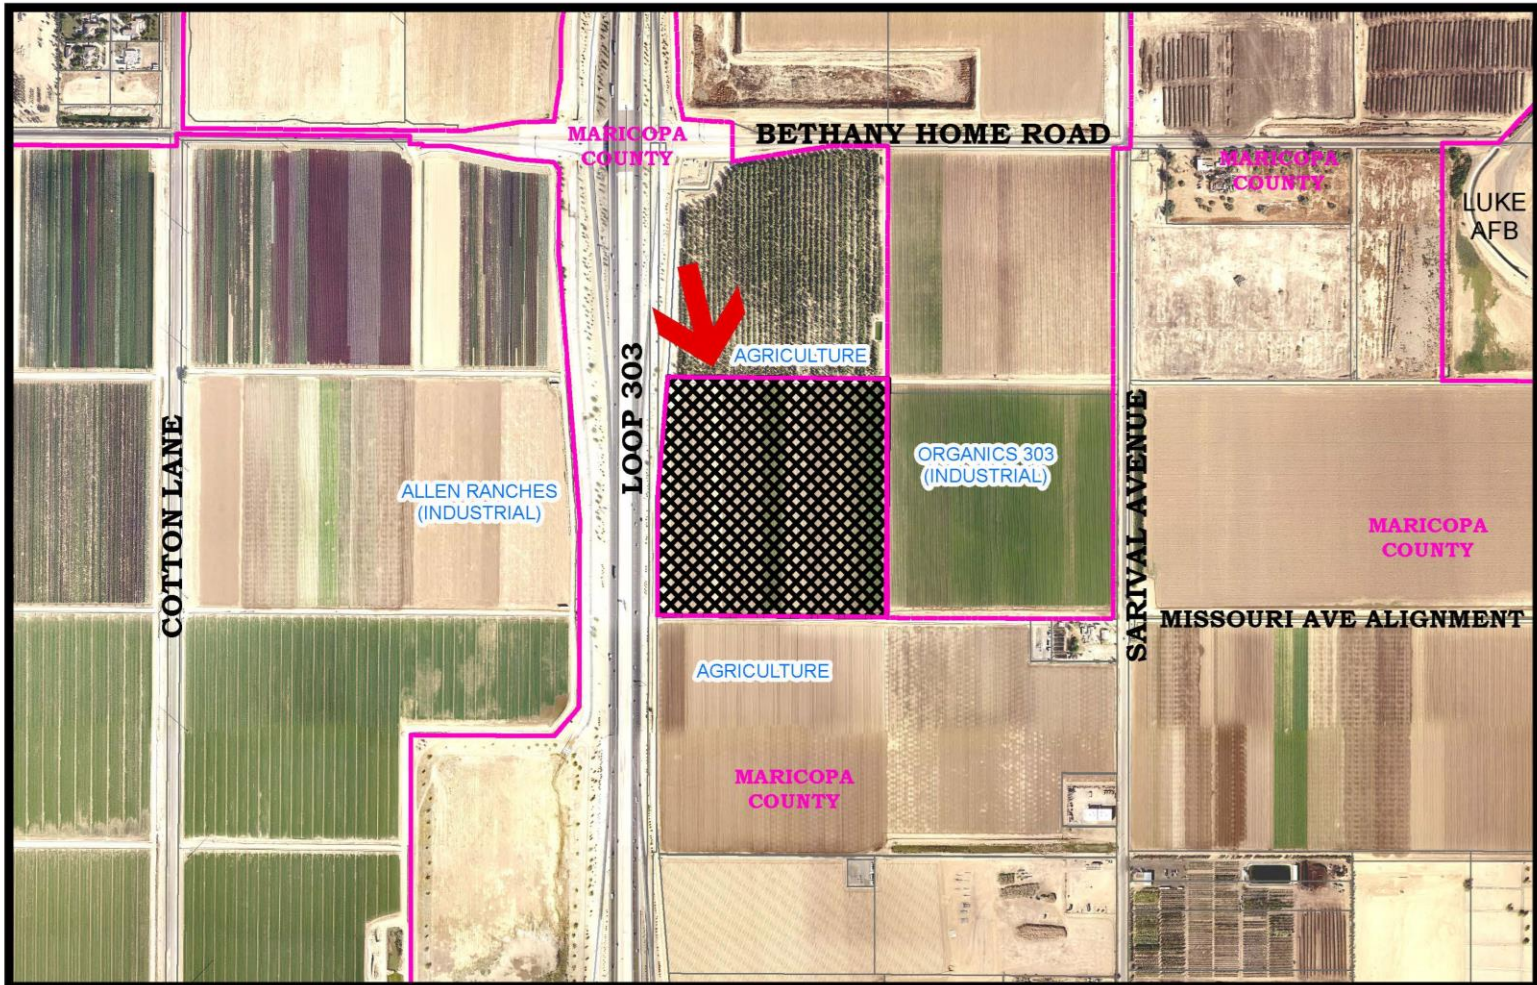 MARICOPA
COUNTY
BETHANY HOME ROAD
MARICOPA
COUNTY
LUKE
AFB
AGRICULTURE
LOOP 303
COTTON LANE
ALLEN RANCHES
(INDUSTRIAL)
ORGANICS 303
(INDUSTRIAL)
SARIVAL AVENUE
MARICOPA
COUNTY
MISSOURI AVE ALIGNMENT
AGRICULTURE
MARICOPA
COUNTY